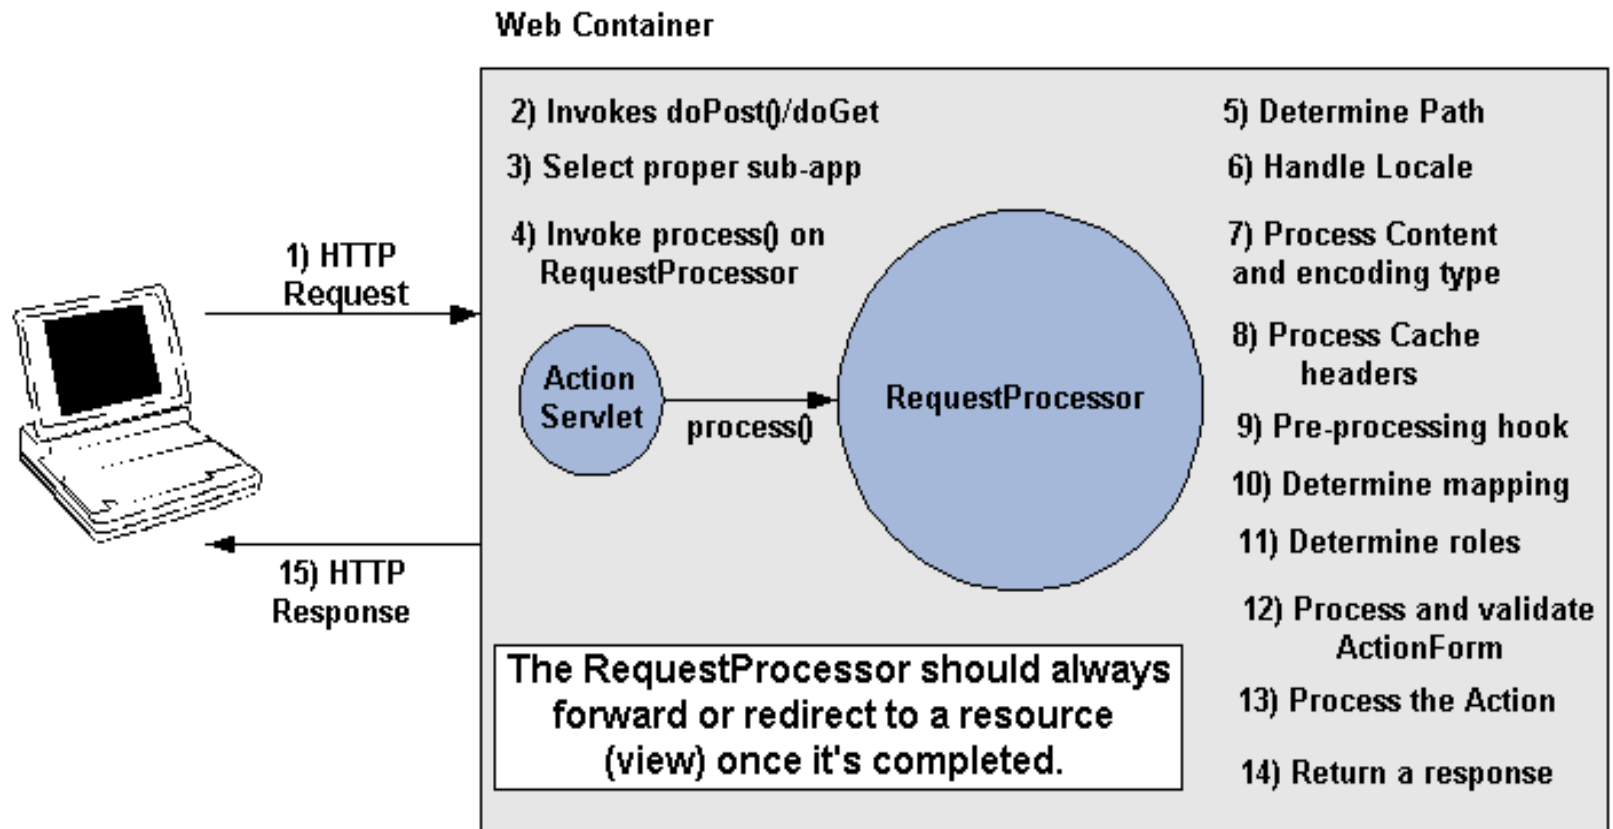 Web Container
2) Invokes doPost()/doGet
3) Select proper sub-app
4) Invoke process() on
RequestProcessor
1) HTTP
Request
Action
Servlet
process()
RequestProcessor
15) HTTP
Response
The RequestProcessor should always
forward or redirect to a resource
(view) once it's completed.
5) Determine Path
6) Handle Locale
7) Process Content
and encoding type
8) Process Cache
headers
9) Pre-processing hook
10) Determine mapping
11) Determine roles
12) Process and validate
ActionForm
13) Process the Action
14) Return a response